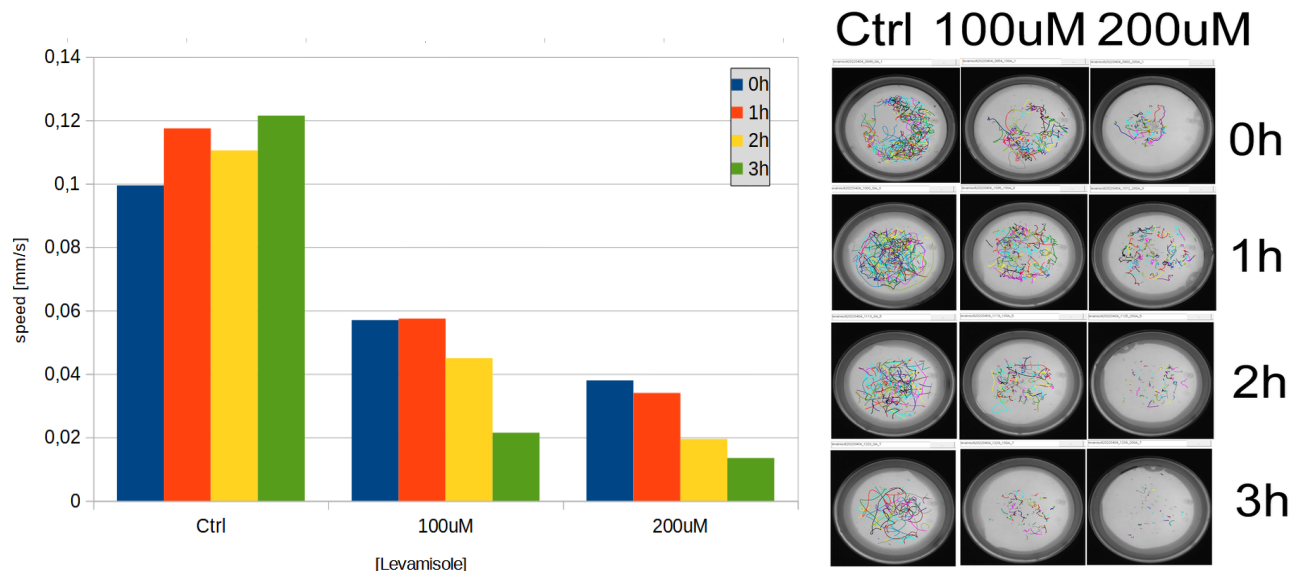 Ctrl 100uM 200uM
0,14
0,12
0,1
0,08
0,06
0,04
0,02
0
speed [mm/s]
0h
1h
2h
3h
Ctrl
100uM
200uM
[Levamisole]
0h
1h
2h
3h